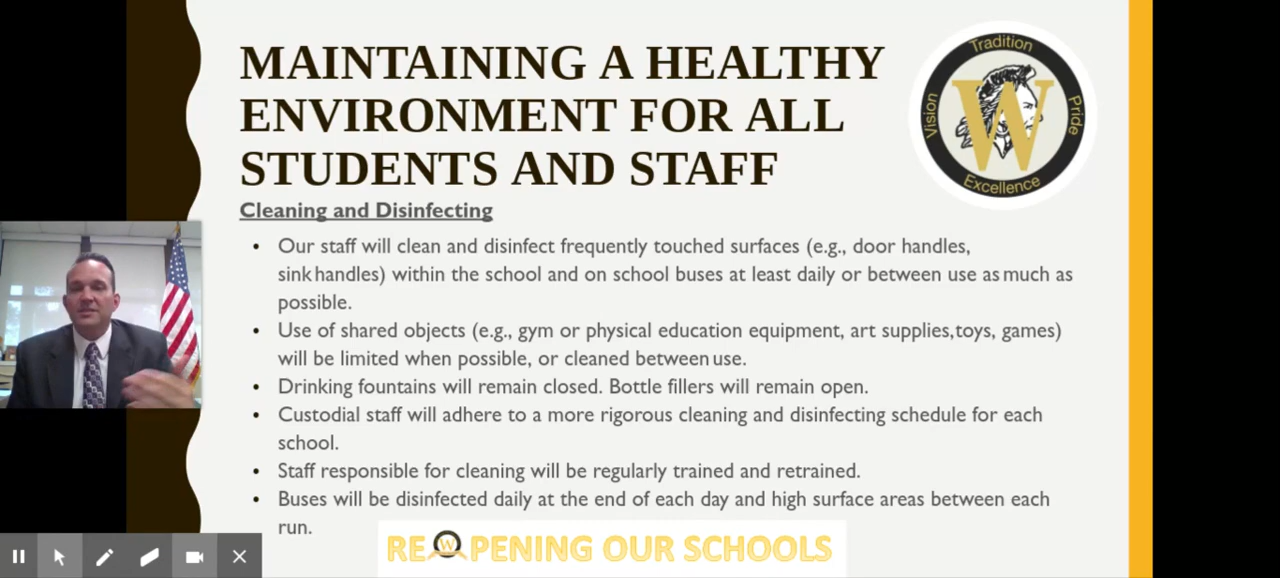 MAINTAINING A HEALTHY
ENVIRONMENT FOR ALL
STUDENTS AND STAFF
Tradition
Vision
Pride
W
Excellence
Cleaning and Disinfecting
• Our staff will clean and disinfect frequently touched surfaces (e.g., door handles,
sink handles) within the school and on school buses at least daily or between use as much as
possible.
• Use of shared objects (e.g., gym or physical education equipment, art supplies,toys, games)
will be limited when possible, or cleaned between use.
• Drinking fountains will remain closed. Bottle fillers will remain open.
• Custodial staff will adhere to a more rigorous cleaning and disinfecting schedule for each
school.
• Staff responsible for cleaning will be regularly trained and retrained.
• Buses will be disinfected daily at the end of each day and high surface areas between each
run.
REOPENING OUR SCHOOLS